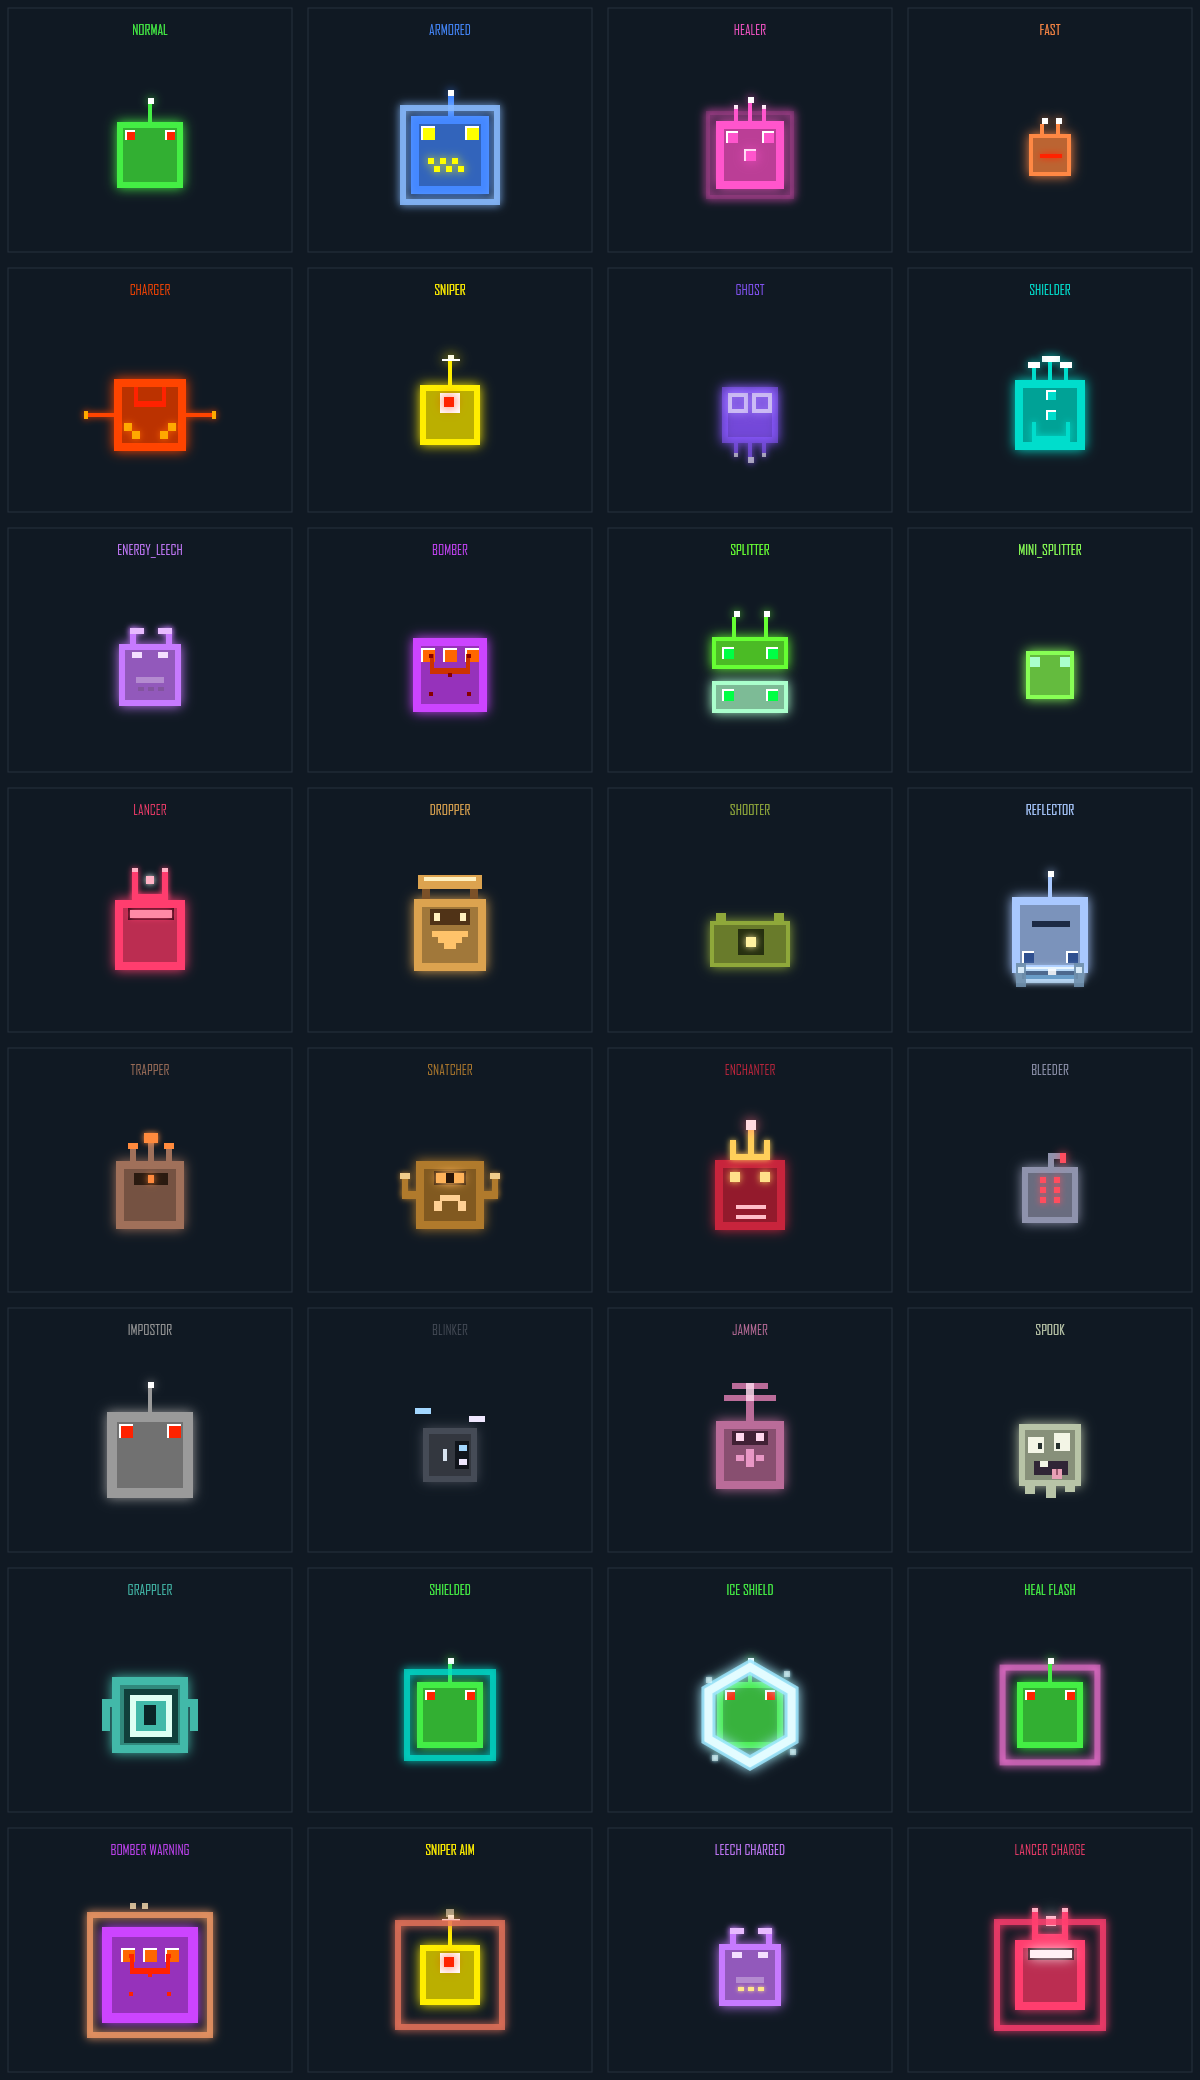 NORMAL
ARMORED
HEALER
FAST
CHARGER
SNIPER
GHOST
SHIELDER
ENERGY_LEECH
BOMBER
SPLITTER
MINI_SPLITTER
LANCER
DROPPER
SHOOTER
REFLECTOR
TRAPPER
SNATCHER
ENCHANTER
BLEEDER
IMPOSTOR
BLINKER
JAMMER
SPOOK
GRAPPLER
SHIELDED
ICE SHIELD
HEAL FLASH
BOMBER WARNING
SNIPER AIM
LEECH CHARGED
LANCER CHARGE